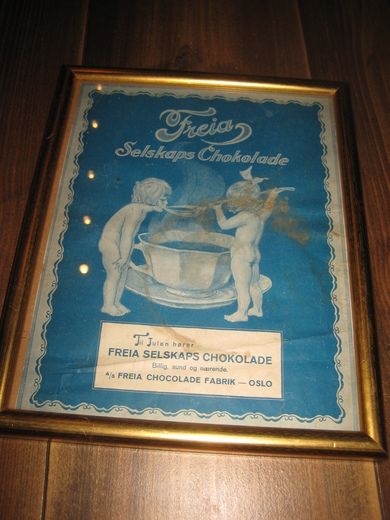 Freia
Selskaps Chokolade
Til Julen hører
FREIA SELSKAPS CHOKOLADE
Billig, sund og nærende.
A/s FREIA CHOCOLADE FABRIK — OSLO